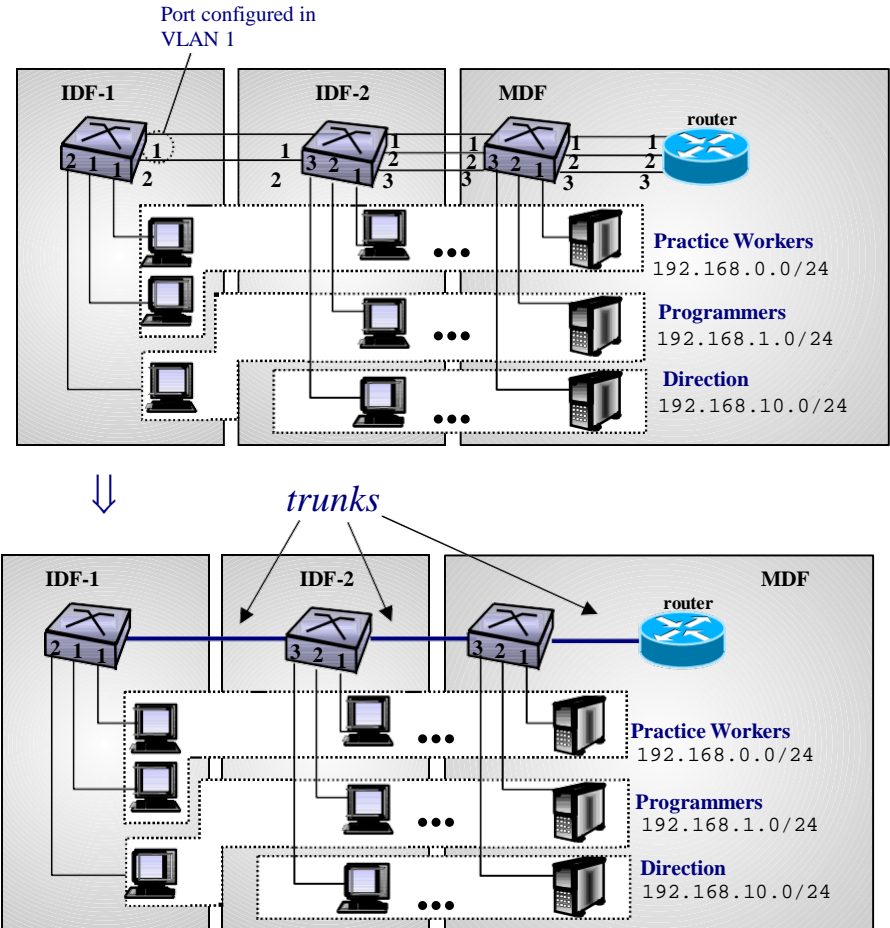 Port configured in
VLAN 1
IDF-1
IDF-2
MDF
router
2 1 1
1
2
1
2
3 2 1
1
2
3
1
2
3
3 2 1
1
2
3
1
2
3
•••
Practice Workers
192.168.0.0/24
•••
Programmers
192.168.1.0/24
•••
Direction
192.168.10.0/24
⇓
trunks
IDF-1
IDF-2
MDF
router
2 1 1
3 2 1
3 2 1
•••
Practice Workers
192.168.0.0/24
•••
Programmers
192.168.1.0/24
•••
Direction
192.168.10.0/24